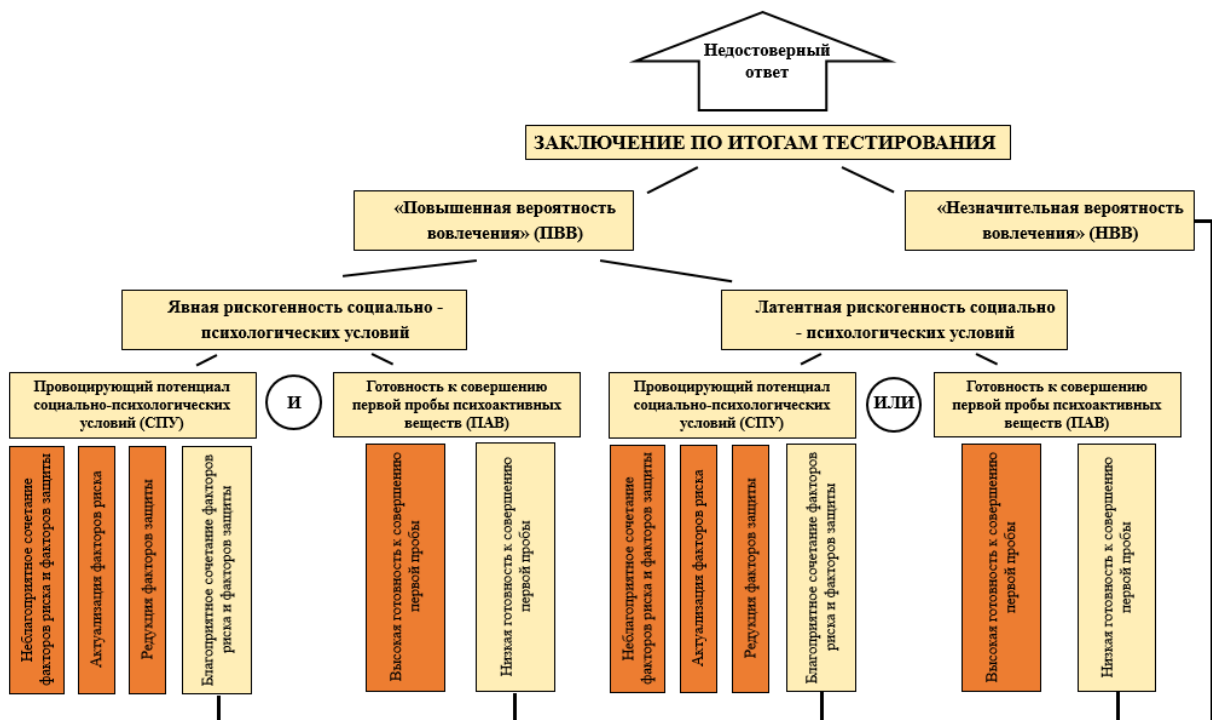 Недостоверный
ответ
ЗАКЛЮЧЕНИЕ ПО ИТОГАМ ТЕСТИРОВАНИЯ
«Повышенная вероятность
вовлечения» (ПВВ)
«Незначительная вероятность
вовлечения» (НВВ)
Явная рискогенность социально -
психологических условий
Латентная рискогенность социально
- психологических условий
Провоцирующий потенциал
социально-психологических
условий (СПУ)
И
Готовность к совершению
первой пробы психоактивных
веществ (ПАВ)
Провоцирующий потенциал
социально-психологических
условий (СПУ)
ИЛИ
Готовность к совершению
первой пробы психоактивных
веществ (ПАВ)
Неблагоприятное сочетание
факторов риска и факторов защиты
Актуализация факторов риска
Редукция факторов защиты
Благоприятное сочетание факторов
риска и факторов защиты
Высокая готовность к совершению
первой пробы
Низкая готовность к совершению
первой пробы
Неблагоприятное сочетание
факторов риска и факторов защиты
Актуализация факторов риска
Редукция факторов защиты
Благоприятное сочетание факторов
риска и факторов защиты
Высокая готовность к совершению
первой пробы
Низкая готовность к совершению
первой пробы